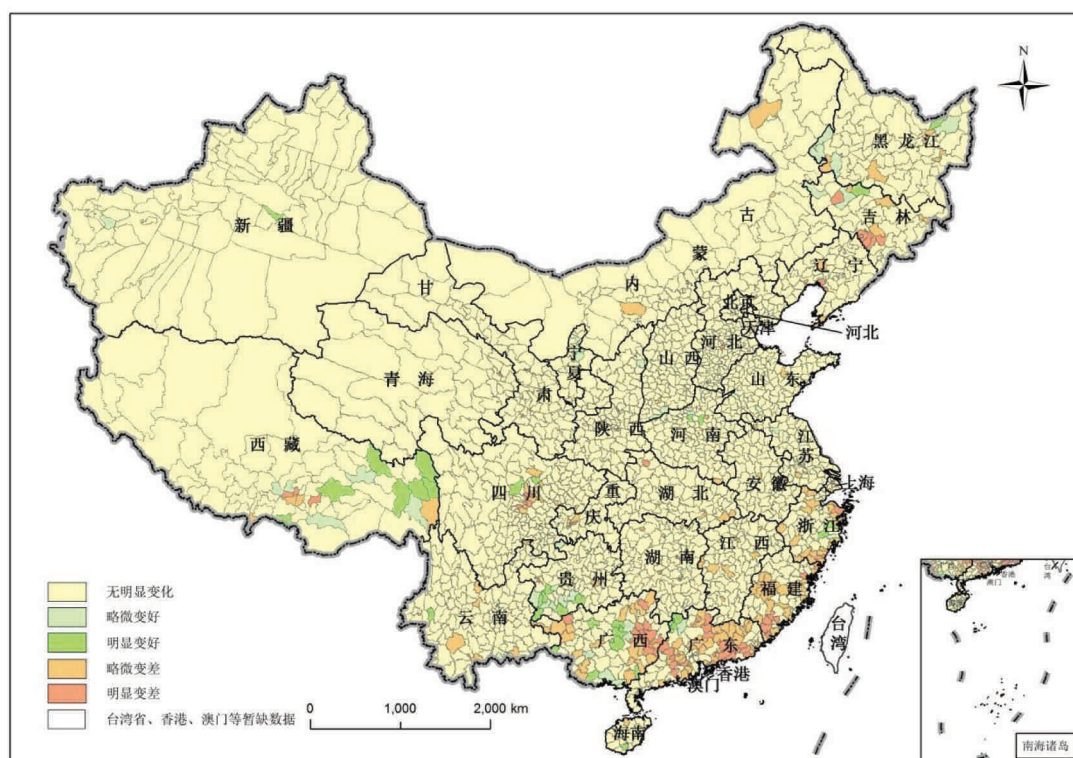 N
黑龙江
吉林
辽宁
内
蒙
古
新疆
甘
肃
青海
宁
夏
北京
天津
河北
河北
山西
山东
陕西
河南
江
苏
安徽
上海
西藏
四川
重
庆
湖北
浙江
湖南
江西
福建
贵州
云南
广西
广东
香港
澳门
台湾
海南
无明显变化
略微变好
明显变好
略微变差
明显变差
台湾省、香港、澳门等暂缺数据
0 1,000 2,000 km
香港
澳门
台
湾
南海诸岛